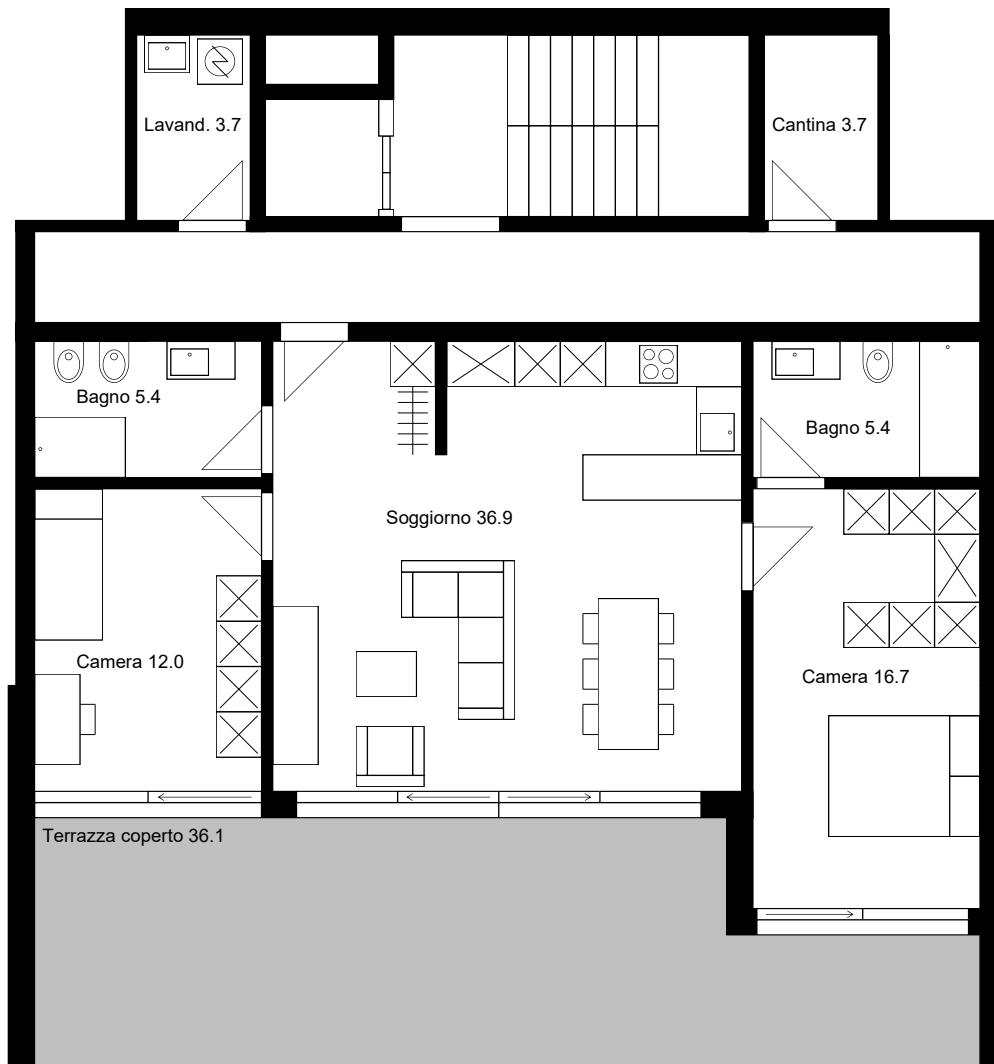 Lavand. 3.7
Cantina 3.7
Bagno 5.4
Bagno 5.4
Soggiorno 36.9
Camera 12.0
Camera 16.7
Terrazza coperto 36.1